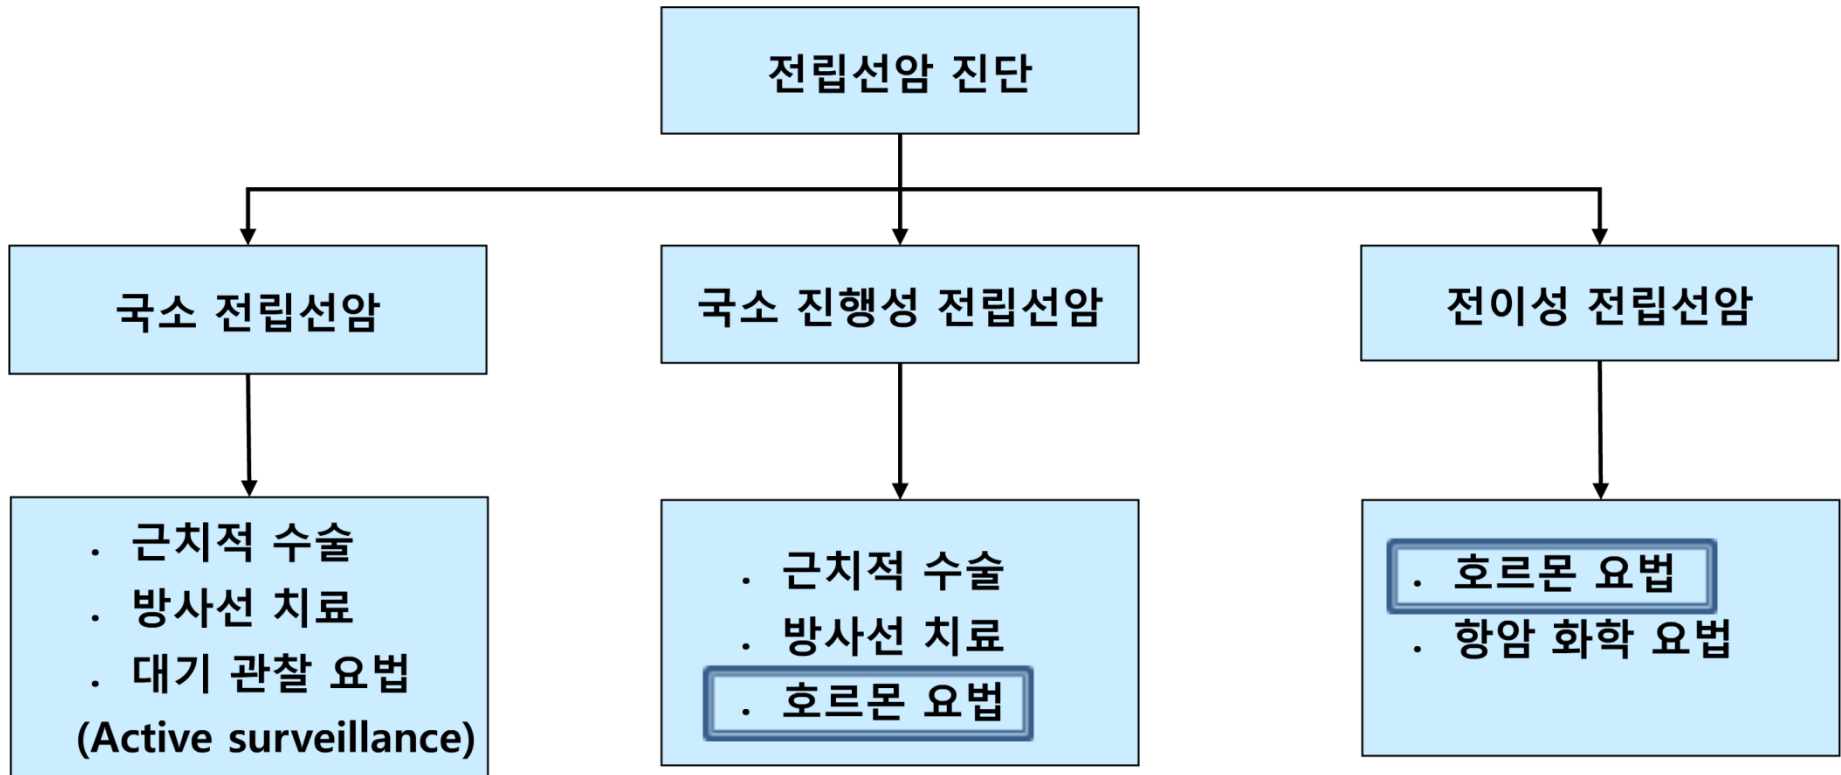 전립선암 진단
국소 전립선암
국소 진행성 전립선암
전이성 전립선암
. 근치적 수술
. 방사선 치료
. 대기 관찰 요법
(Active surveillance)
. 근치적 수술
. 방사선 치료
. 호르몬 요법
. 호르몬 요법
. 항암 화학 요법